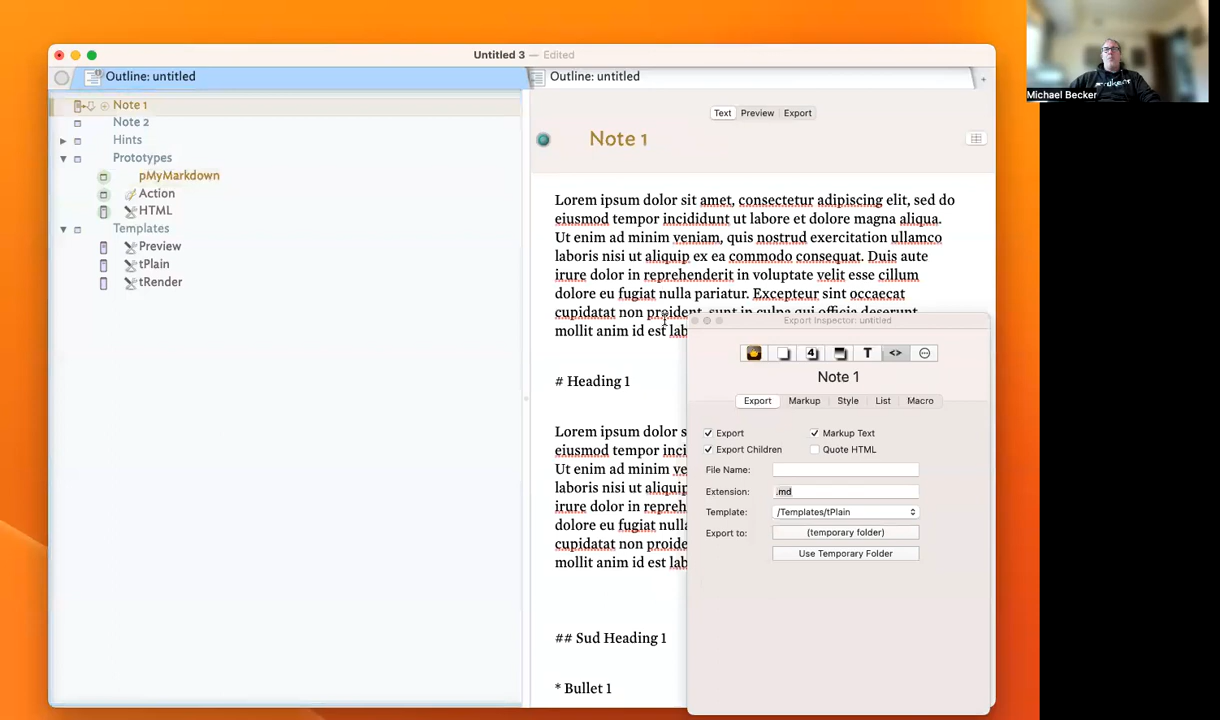 Untitled 3 — Edited
Outline: untitled
Outline: untitled
Note 1
Note 2
Hints
Prototypes
pMyMarkdown
Action
HTML
Templates
Preview
tPlain
tRender
Text Preview Export
Note 1
Lorem ipsum dolor sit amet, consectetur adipiscing elit, sed do
eiusmod tempor incididunt ut labore et dolore magna aliqua.
Ut enim ad minim veniam, quis nostrud exercitation ullamco
laboris nisi ut aliquip ex ea commodo consequat. Duis aute
irure dolor in reprehenderit in voluptate velit esse cillum
dolore eu fugiat nulla pariatur. Excepteur sint occaecat
cupidatat non proident, sunt in culpa qui officia deserunt
mollit anim id est lab
# Heading 1
Lorem ipsum dolor s
eiusmod tempor inci
Ut enim ad minim ve
laboris nisi ut aliquip
irure dolor in repreh
dolore eu fugiat nulla
cupidatat non proide
mollit anim id est lab
## Sud Heading 1
* Bullet 1
Export Inspector: untitled
4 T <>
Note 1
Export Markup Style List Macro
Export Markup Text
Export Children Quote HTML
File Name:
Extension: .md
Template: /Templates/tPlain
Export to: (temporary folder)
Use Temporary Folder
Michael Becker